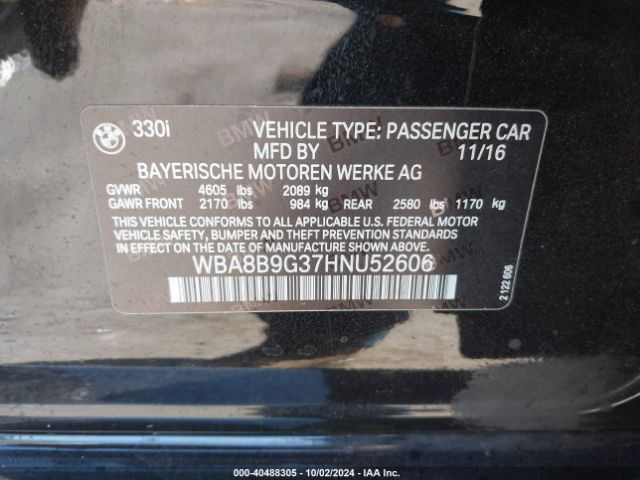 330i VEHICLE TYPE: PASSENGER CAR
MFD BY 11/16
BAYERISCHE MOTOREN WERKE AG
GVWR 4605 lbs 2089 kg
GAWR FRONT 2170 lbs 984 kg REAR 2580 lbs 1170 kg
THIS VEHICLE CONFORMS TO ALL APPLICABLE U.S. FEDERAL MOTOR
VEHICLE SAFETY, BUMPER, AND THEFT PREVENTION STANDARDS
IN EFFECT ON THE DATE OF MANUFACTURE SHOWN ABOVE.
WBA8B9G37HNU52606
2 122 606
000-40488305 - 10/02/2024 - IAA Inc.